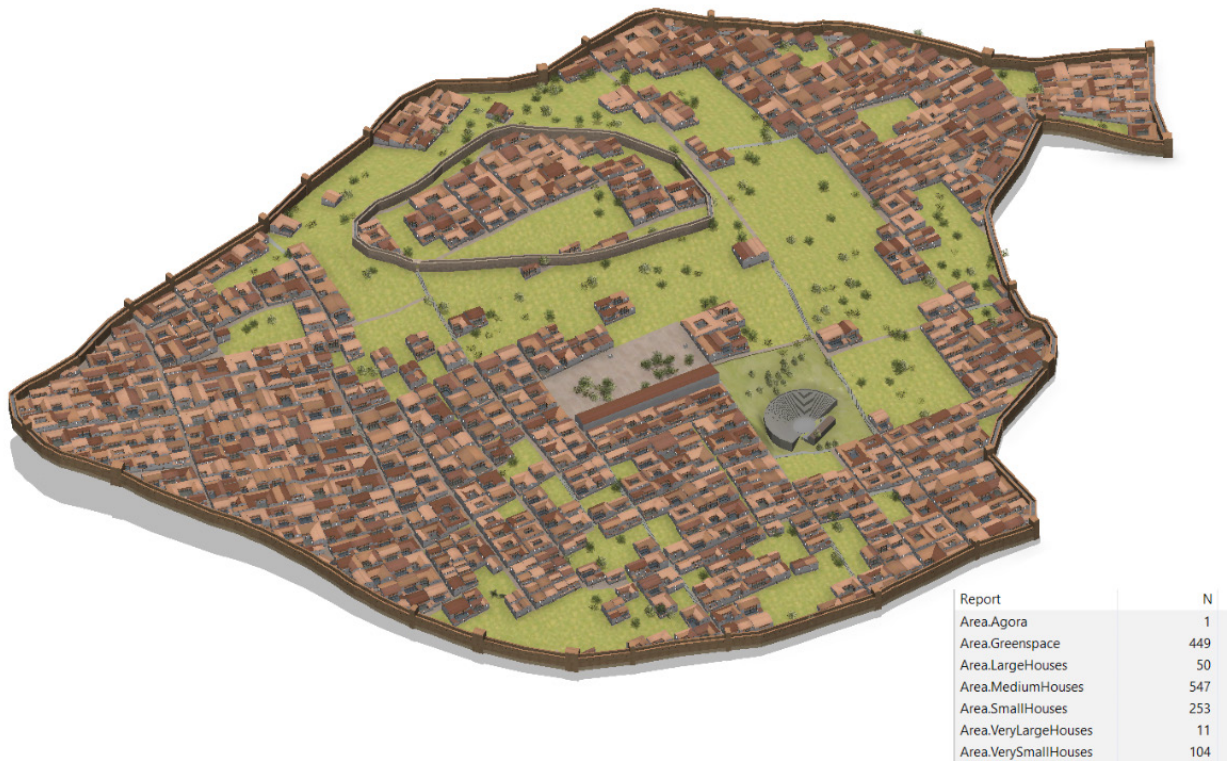 Report N
Area.Agora 1
Area.Greenspace 449
Area.LargeHouses 50
Area.MediumHouses 547
Area.SmallHouses 253
Area.VeryLargeHouses 11
Area.VerySmallHouses 104